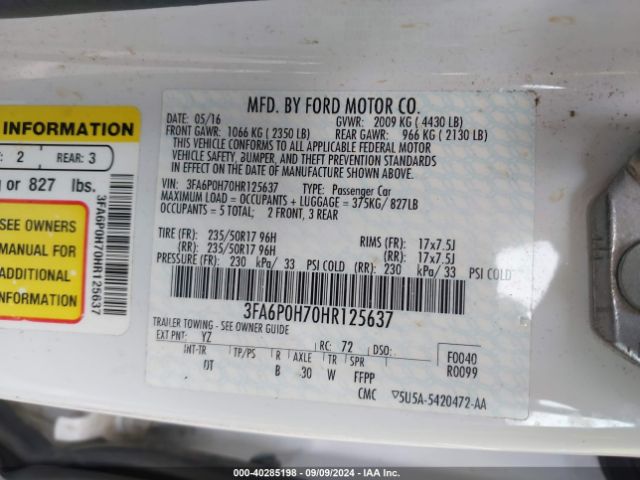 INFORMATION
2
REAR: 3
or 827 lbs.
SEE OWNERS
MANUAL FOR
ADDITIONAL
INFORMATION
3FA6P0H70HR125637
MFD. BY FORD MOTOR CO.
DATE: 05/16 GVWR: 2009 KG ( 4430 LB)
FRONT GAWR: 1066 KG ( 2350 LB) REAR GAWR: 966 KG ( 2130 LB)
THIS VEHICLE CONFORMS TO ALL APPLICABLE FEDERAL MOTOR
VEHICLE SAFETY, BUMPER, AND THEFT PREVENTION STANDARDS
IN EFFECT ON THE DATE OF MANUFACTURE SHOWN ABOVE.
VIN: 3FA6P0H70HR125637 TYPE: Passenger Car
MAXIMUM LOAD = OCCUPANTS + LUGGAGE = 375KG/ 827LB
OCCUPANTS = 5 TOTAL; 2 FRONT, 3 REAR
TIRE (FR): 235/50R17 96H RIMS (FR): 17x7.5J
(RR): 235/50R17 96H (RR): 17x7.5J
PRESSURE (FR): 230 kPa/ 33 PSI COLD (RR): 230 kPa/ 33 PSI COLD
3FA6P0H70HR125637
TRAILER TOWING - SEE OWNER GUIDE
EXT PNT: YZ RC: 72 DSO: F0040
INT-TR TP/PS R AXLE TR SPR R0099
DT B 30 W FFPP
CMC 5U5A-5420472-AA
000 - 40285198 - 09/09/2024 - IAA Inc.